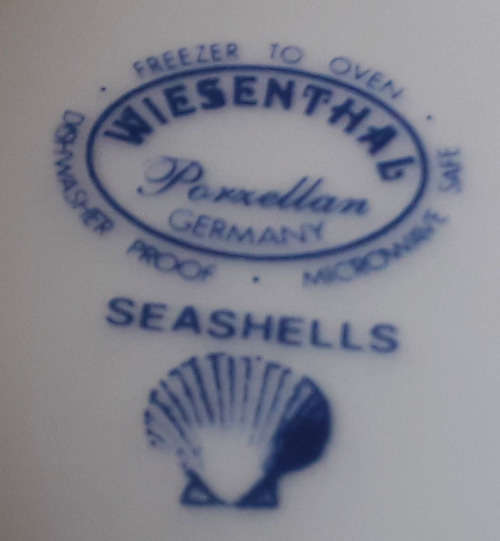 FREEZER TO OVEN
WIESENTHAL
Porzellan
GERMANY
DISHWASHER PROOF
MICROWAVE SAFE
SEASHELLS